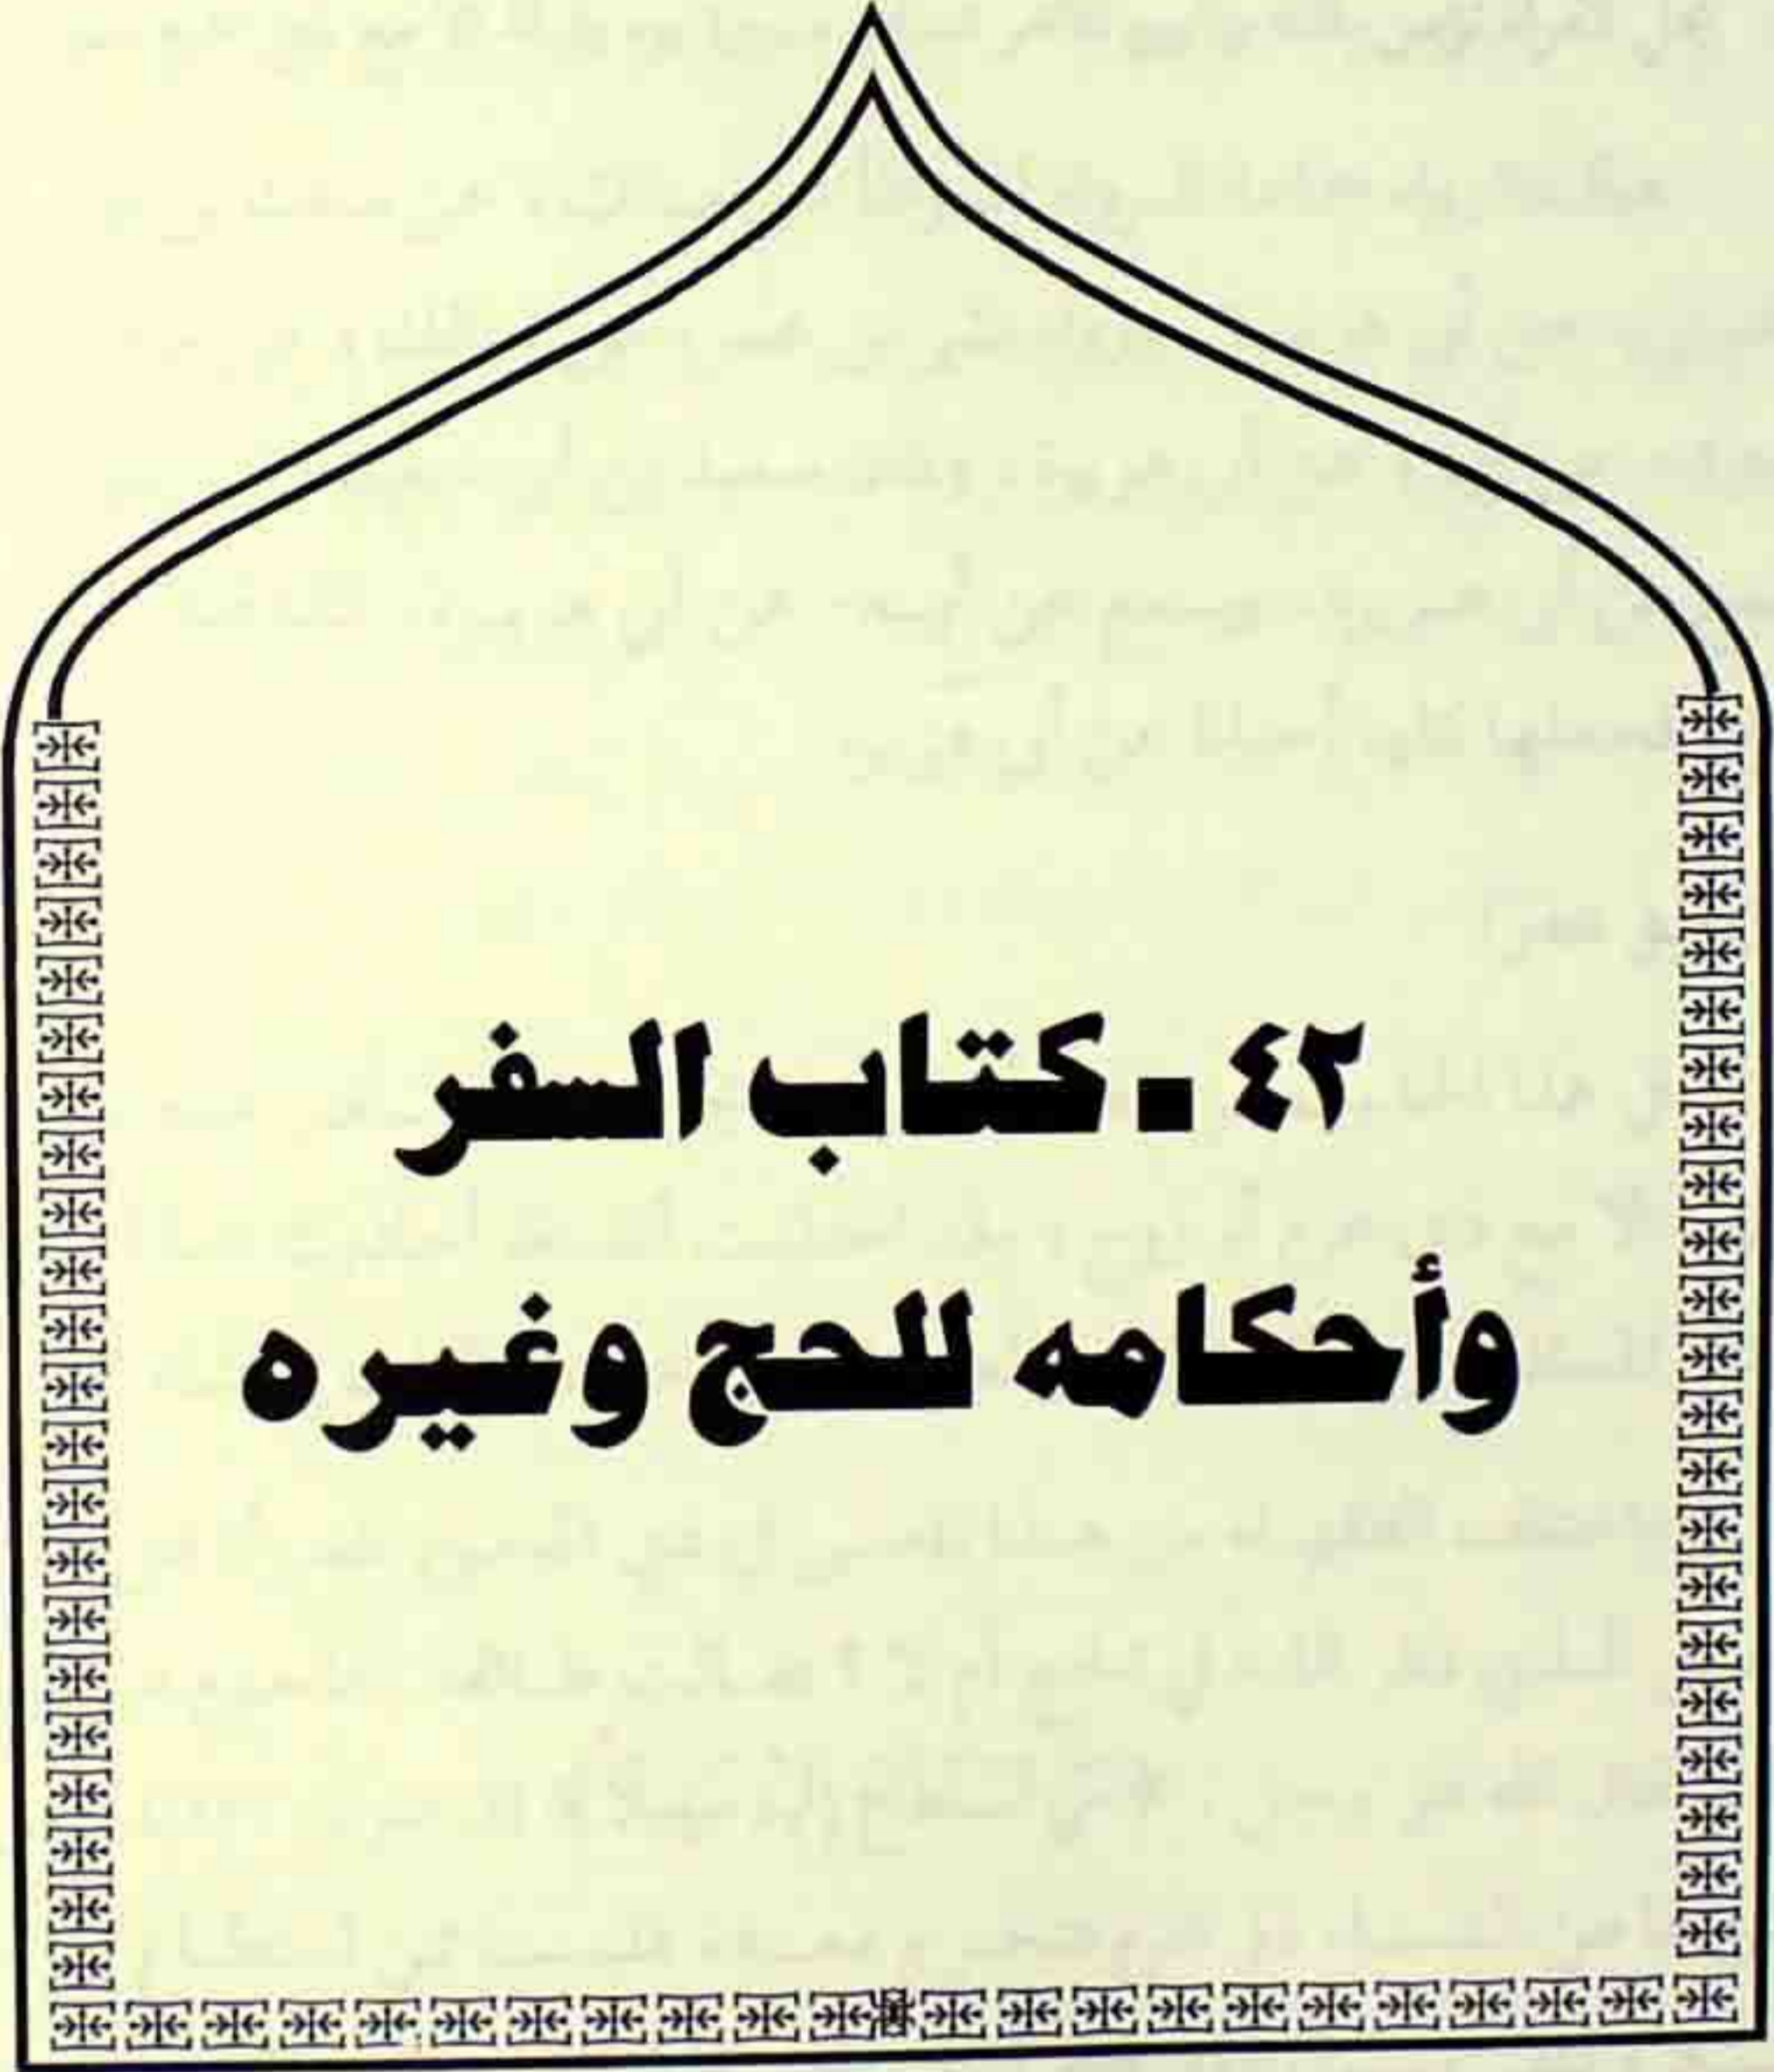 ٤٢ - كتاب السفر
وأحكامه للحج وغيره